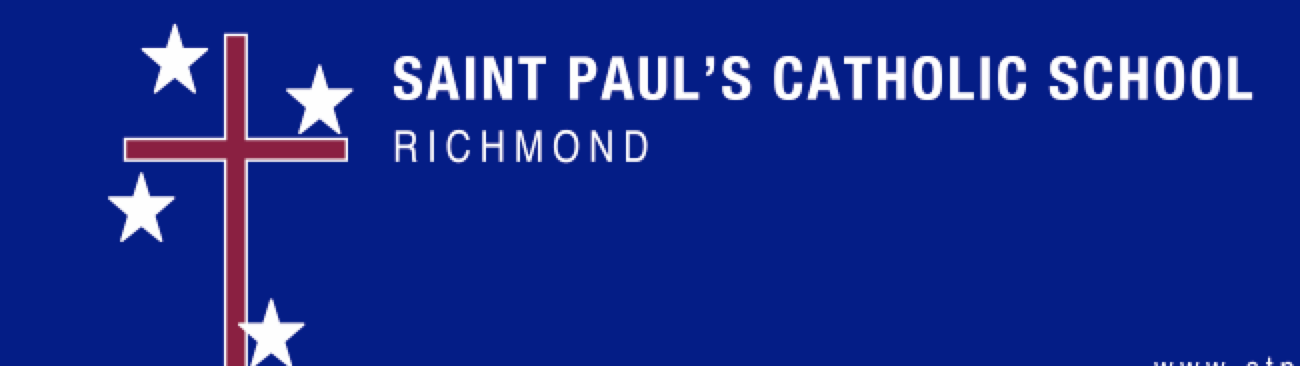 SAINT PAUL’S CATHOLIC SCHOOL
RICHMOND